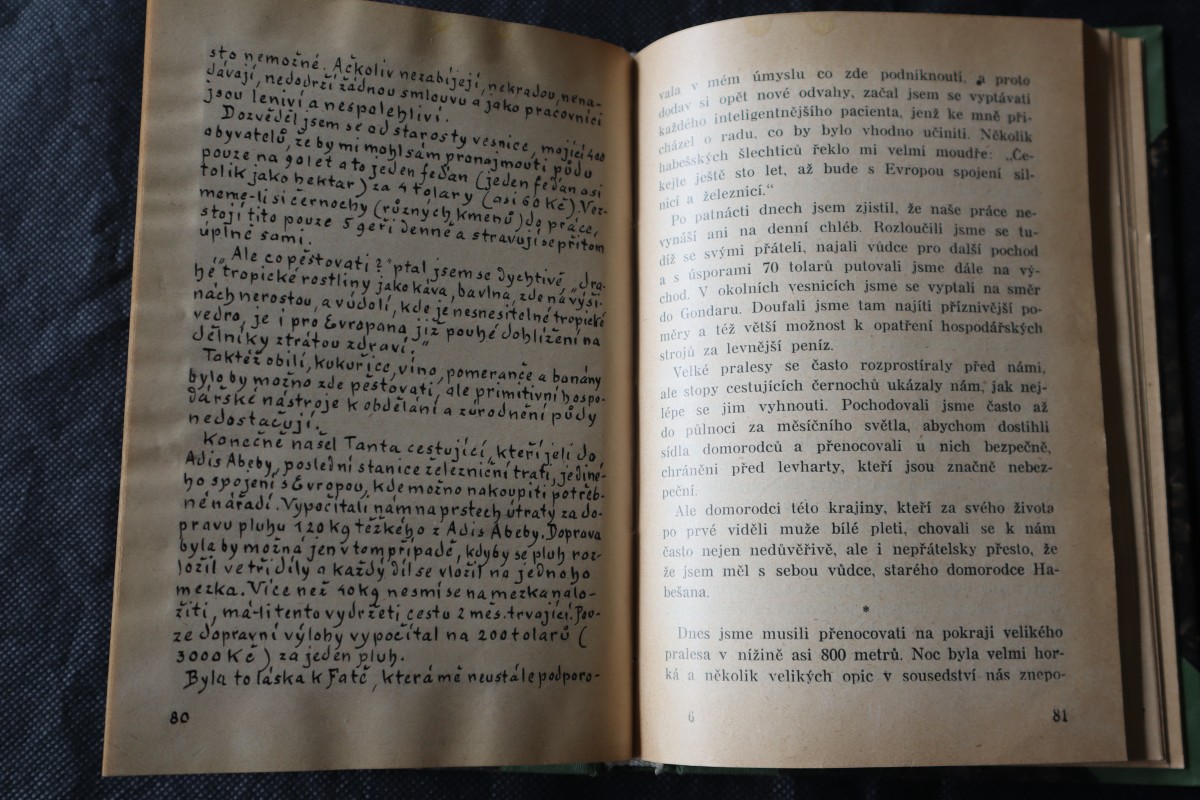 sto nemožné. Ačkoliv nezabíjejí, nekradou, nena-
dávají, nedodrží žádnou smlouvu a jako pracovníci
jsou leniví a nespolehliví.
Dozvěděl jsem se od starosty vesnice, mojící 400
obyvatelů, že by mi mohl sám pronajmouti půdu
pouze na 90 let a to jeden feďan (jeden feďan asi
tolik jako hektar) za 4 tolary (asi 60 Kč). Vez-
meme-li si černochy (různých kmenů) do práce,
stojí tito pouze 5 geři denně a stravují se přitom
úplně sami.
„Ale co pěstovati?" ptal jsem se dychtivě, „dra-
hé tropické rostliny jako káva, bavlna, zde na výši-
nách nerostou, a v údolí, kde je nesnesitelné tropické
vedro, je i pro Evropana již pouhé dohlížení na
dělníky ztrátou zdraví."
Taktéž obilí, kukuřice, víno, pomeranče a banány
bylo by možno zde pěstovati, ale primitivní hospo-
dářské nástroje k obdělání a zúrodnění půdy
nedostačují.
Konečně našel Tanta cestující, kteří jeli do
Adis Abeby, poslední stanice železniční trati, jediné-
ho spojení s Evropou, kde možno nakoupiti potřeb-
né nářadí. Vypočítali nám na prstech útraty za do-
pravu pluhu 120 kg těžkého z Adis Abeby. Doprava
byla by možná jen v tom případě, kdyby se pluh roz-
ložil ve tři díly a každý díl se vložil na jednoho
mezka. Více než 40 kg nesmí se na mezka nalo-
žiti, má-li tento vydržeti cestu 2 měs. trvající. Pou-
ze dopravní výlohy vypočítal na 200 tolarů (
3000 Kč) za jeden pluh.
Byla to láska k Fatě, která mě neustále podporo-
80
vala v mém úmyslu co zde podniknouti, a proto
dodav si opět nové odvahy, začal jsem se vyptávati
každého inteligentnějšího pacienta, jenž ke mně při-
cházel o radu, co by bylo vhodno učiniti. Několik
habešských šlechticů řeklo mi velmi moudře: „Če-
kejte ještě sto let, až bude s Evropou spojení sil-
nicí a železnicí."
Po patnácti dnech jsem zjistil, že naše práce ne-
vynáší ani na denní chléb. Rozloučili jsme se tu-
díž se svými přáteli, najali vůdce pro další pochod
a s úsporami 70 tolarů putovali jsme dále na vý-
chod. V okolních vesnicích jsme se vyptali na směr
do Gondaru. Doufali jsme tam najíti příznivější po-
měry a též větší možnost k opatření hospodářských
strojů za levnější peníz.
Velké pralesy se často rozprostíraly před námi,
ale stopy cestujících černochů ukázaly nám, jak nej-
lépe se jim vyhnouti. Pochodovali jsme často až
do půlnoci za měsíčního světla, abychom dostihli
sídla domorodců a přenocovali u nich bezpečně,
chráněni před levharty, kteří jsou značně nebez-
peční.
Ale domorodci této krajiny, kteří za svého života
po prvé viděli muže bílé pleti, chovali se k nám
často nejen nedůvěřivě, ale i nepřátelsky přesto, že
že jsem měl s sebou vůdce, starého domorodce Ha-
bešana.
*
Dnes jsme musili přenocovati na pokraji velikého
pralesa v nížině asi 800 metrů. Noc byla velmi hor-
ká a několik velikých opic v sousedství nás znepo-
6
81